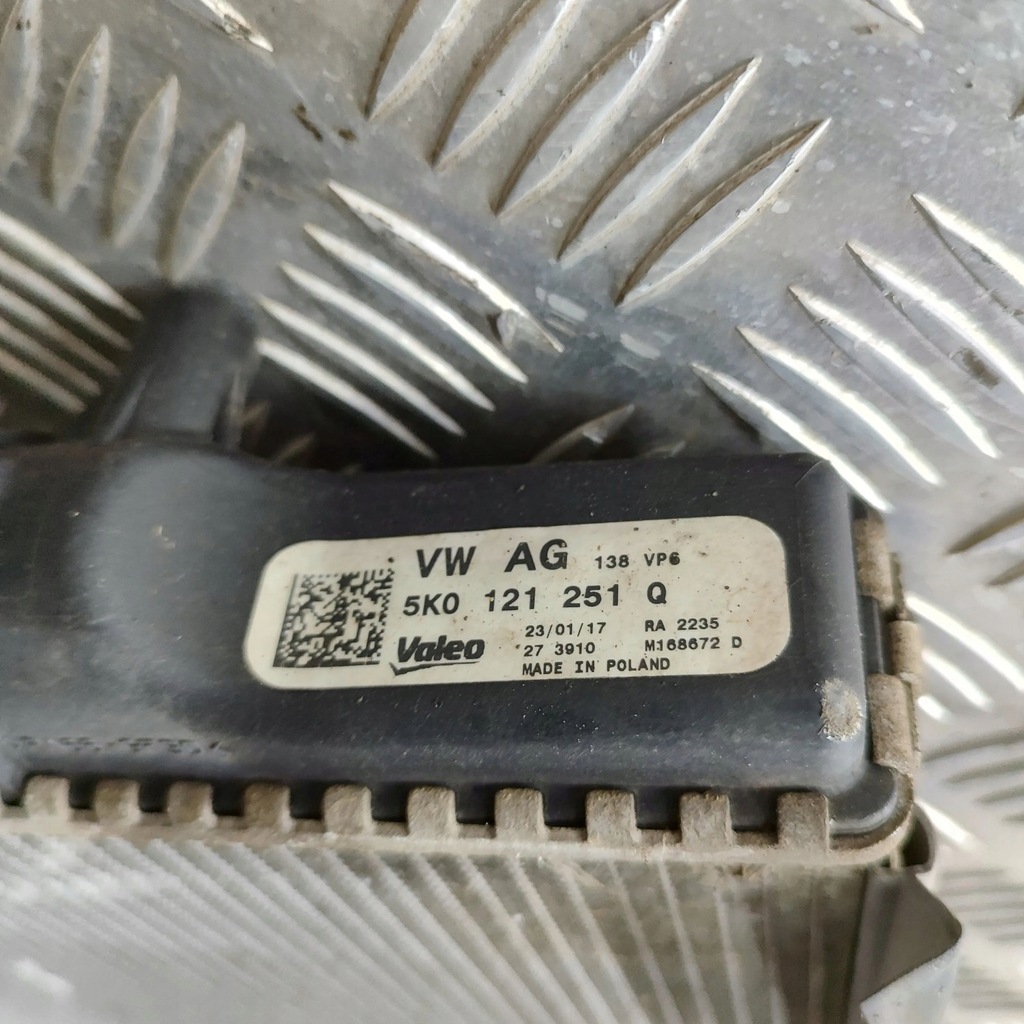 VW AG 138 VP6
5K0 121 251 Q
Valeo 23/01/17 RA 2235
27 3910 M168672 D
MADE IN POLAND